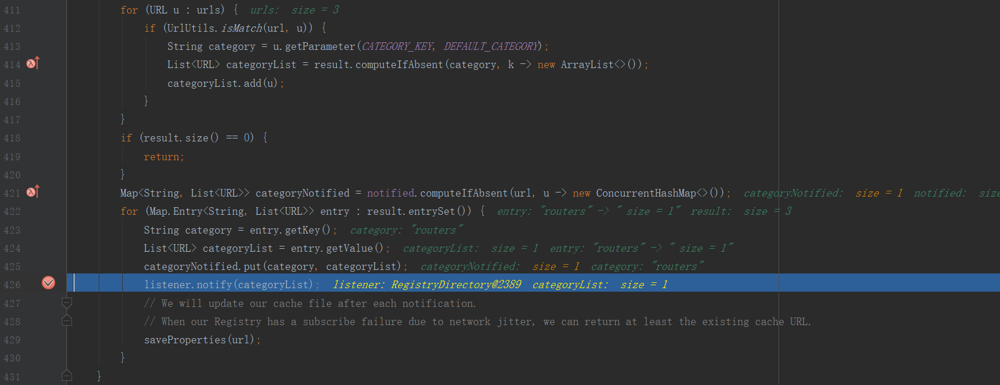 411 for (URL u : urls) { urls: size = 3
412 if (UrlUtils.isMatch(url, u)) {
413 String category = u.getParameter(CATEGORY_KEY, DEFAULT_CATEGORY);
414 List<URL> categoryList = result.computeIfAbsent(category, k -> new ArrayList<>());
415 categoryList.add(u);
416 }
417 }
418 if (result.size() == 0) {
419 return;
420 }
421 Map<String, List<URL>> categoryNotified = notified.computeIfAbsent(url, u -> new ConcurrentHashMap<>()); categoryNotified: size = 1 notified: size
422 for (Map.Entry<String, List<URL>> entry : result.entrySet()) { entry: "routers" -> " size = 1" result: size = 3
423 String category = entry.getKey(); category: "routers"
424 List<URL> categoryList = entry.getValue(); categoryList: size = 1 entry: "routers" -> " size = 1"
425 categoryNotified.put(category, categoryList); categoryNotified: size = 1 category: "routers"
426 listener.notify(categoryList); listener: RegistryDirectory@2389 categoryList: size = 1
427 // We will update our cache file after each notification.
428 // When our Registry has a subscribe failure due to network jitter, we can return at least the existing cache URL.
429 saveProperties(url);
430 }
431 }